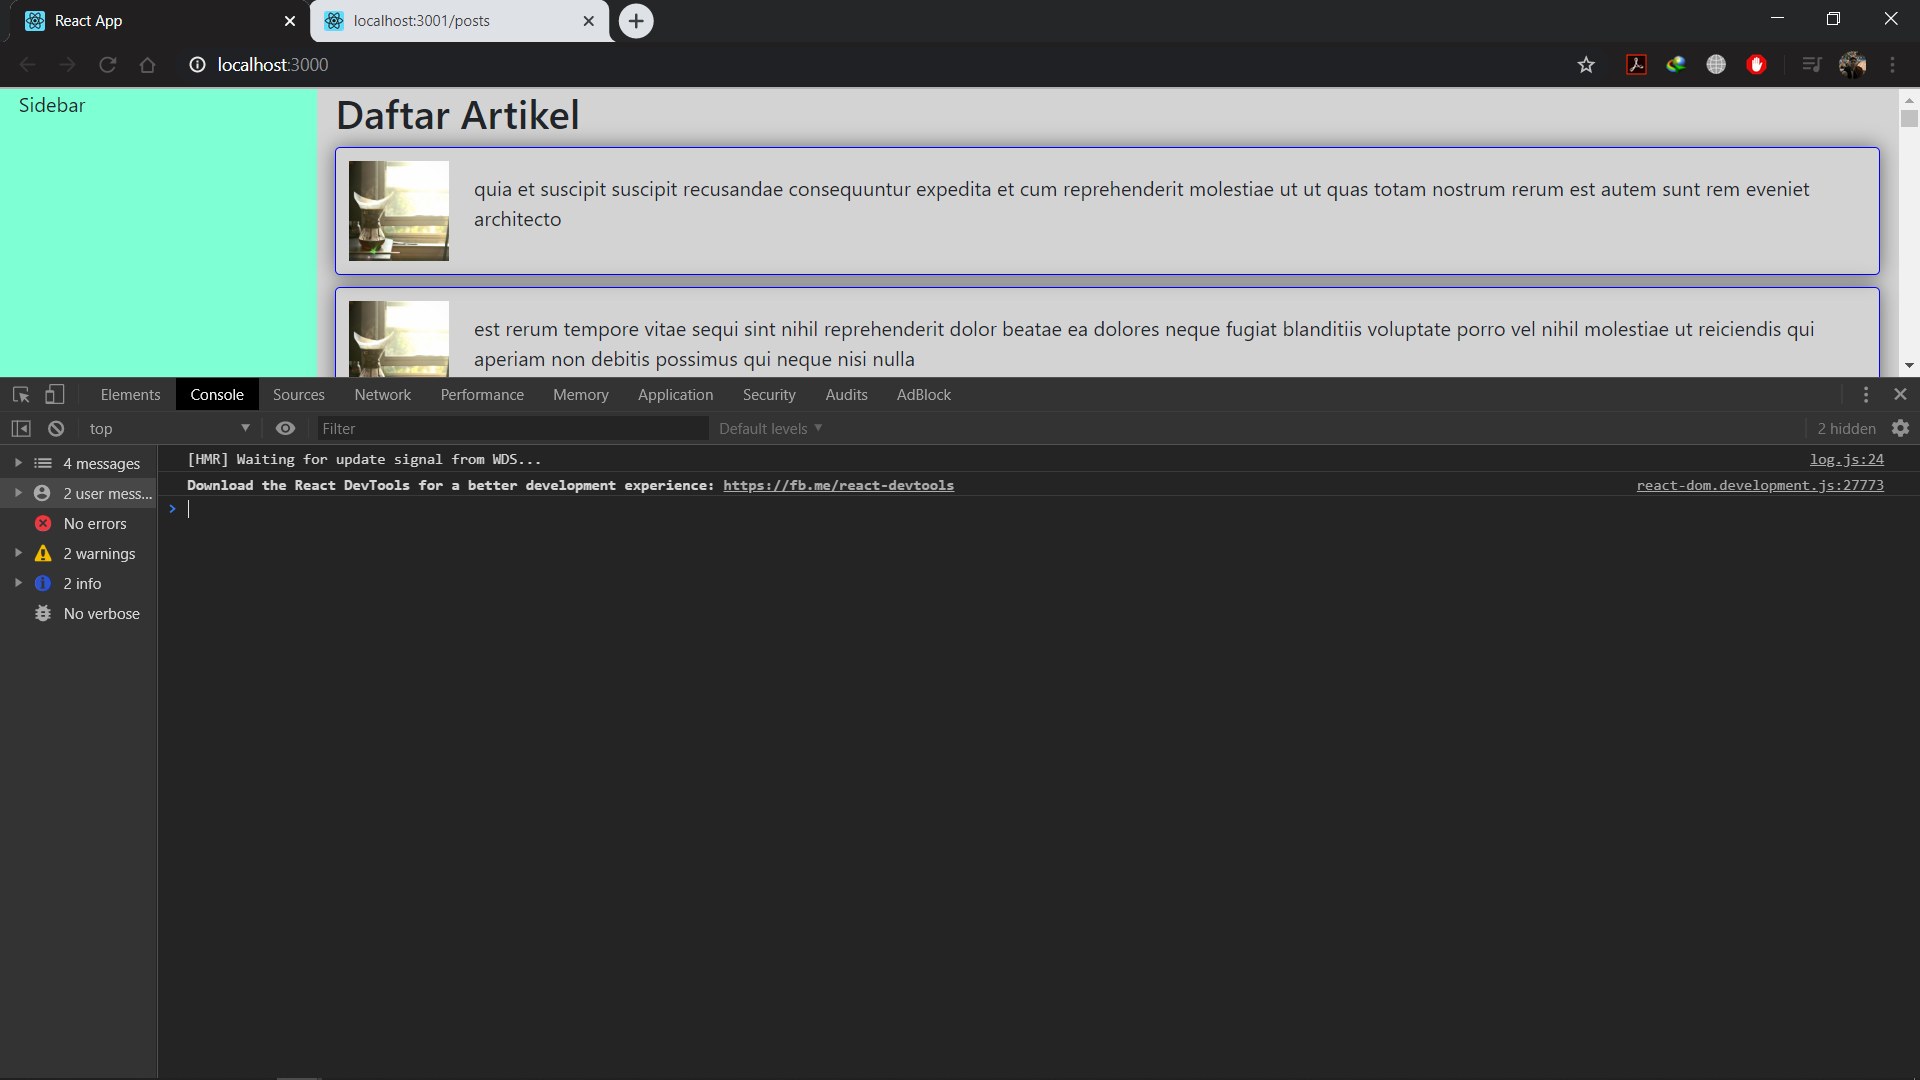 React App
localhost:3001/posts
localhost:3000
Sidebar
Daftar Artikel
quia et suscipit suscipit recusandae consequuntur expedita et cum reprehenderit molestiae ut ut quas totam nostrum rerum est autem sunt rem eveniet
architecto
est rerum tempore vitae sequi sint nihil reprehenderit dolor beatae ea dolores neque fugiat blanditiis voluptate porro vel nihil molestiae ut reiciendis qui
aperiam non debitis possimus qui neque nisi nulla
Elements Console Sources Network Performance Memory Application Security Audits AdBlock
top Filter Default levels 2 hidden
4 messages
2 user mess...
No errors
2 warnings
2 info
No verbose
[HMR] Waiting for update signal from WDS... log.js:24
Download the React DevTools for a better development experience: https://fb.me/react-devtools react-dom.development.js:27773